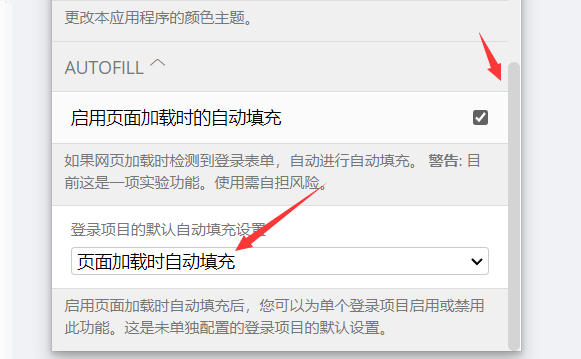 更改本应用程序的颜色主题。
AUTOFILL
启用页面加载时的自动填充
如果网页加载时检测到登录表单，自动进行自动填充。 警告: 目
前这是一项实验功能。使用需自担风险。
登录项目的默认自动填充设置
页面加载时自动填充
启用页面加载时自动填充后，您可以为单个登录项目启用或禁用
此功能。这是未单独配置的登录项目的默认设置。